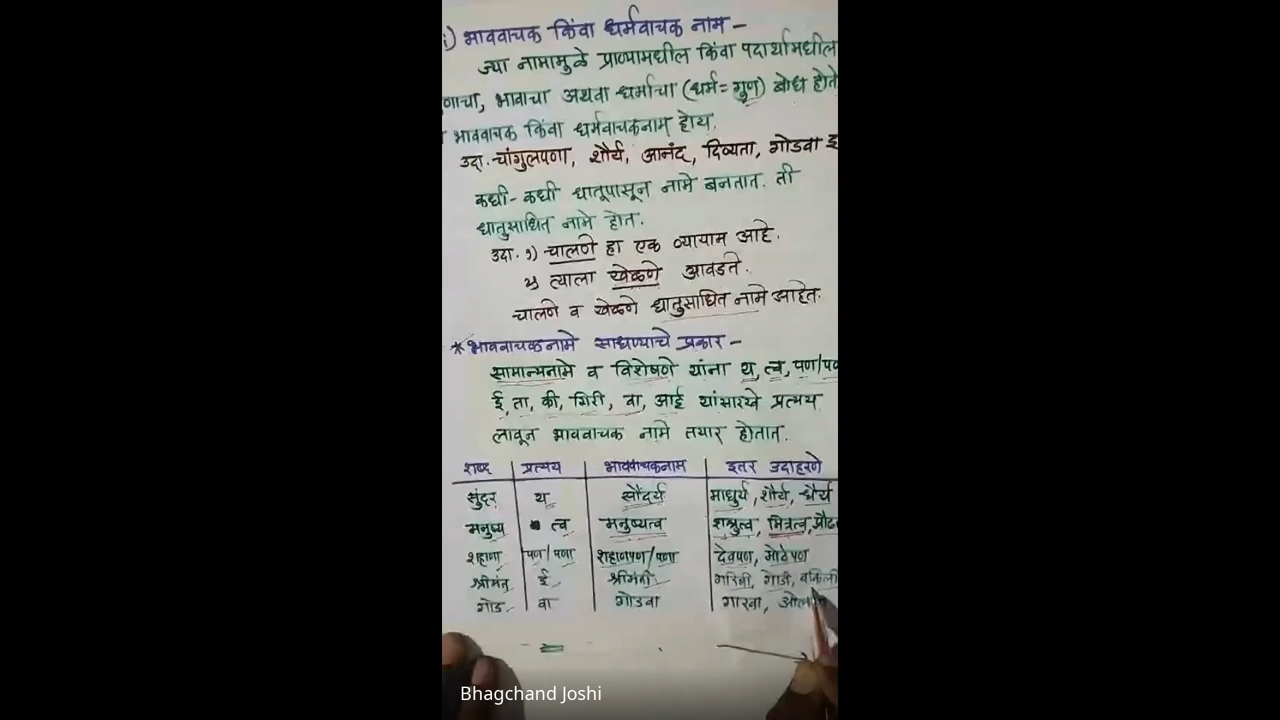 i) भाववाचक किंवा धर्मवाचक नाम -
ज्या नामामुळे प्राण्यामधील किंवा पदार्थामधील
णाचा, भावाचा अथवा धर्माचा (धर्म= गुण) बोध होतो
भाववाचक किंवा धर्मवाचकनाम होय.
उदा. चांगुलपणा, शौर्य, आनंद, दिव्यता, गोडवा इ
कधी-कधी धातूपासून नामे बनतात. ती
धातुसाधित नामे होत.
उदा. १) चालणे हा एक व्यायाम आहे.
२) त्याला खेळणे आवडते.
चालणे व खेळणे धातुसाधित नामे आहेत.
* भाववाचकनामे साधण्याचे प्रकार -
सामान्यनामे व विशेषणे यांना य, त्व, पण/प
ई, ता, की, गिरी, वा, आई यांसारखे प्रत्यय
लावून भाववाचक नामे तयार होतात.
शब्द प्रत्यय भाववाचकनाम इतर उदाहरणे
सुंदर य सौंदर्य माधुर्य, शौर्य, धैर्य
मनुष्य त्व मनुष्यत्व शत्रुत्व, मित्रत्व, प्रौढ
शहाणा पण/पणा शहाणपण/पणा देवपण, मोठेपण
श्रीमंत ई श्रीमंती गरिबी, गोडी, वकिली
गोड वा गोडवा गारवा,
Bhagchand Joshi